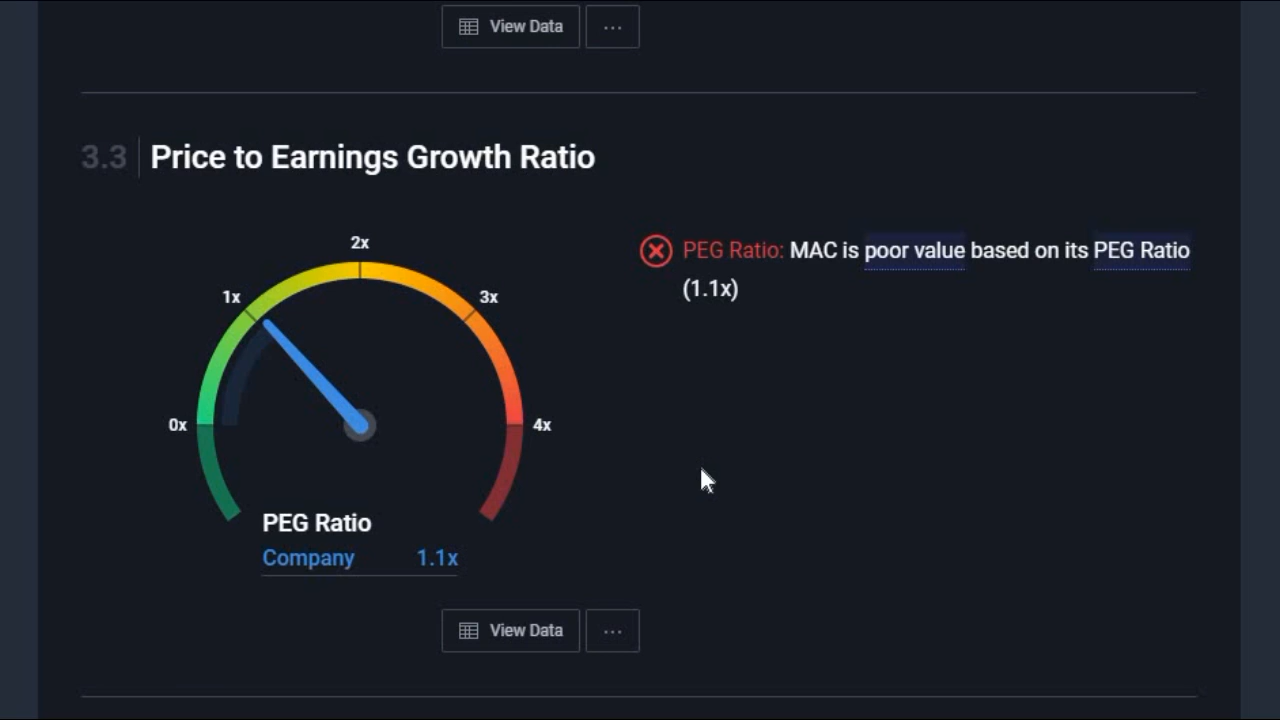 View Data
...
3.3 Price to Earnings Growth Ratio
2x
1x
3x
0x
4x
PEG Ratio
Company 1.1x
PEG Ratio: MAC is poor value based on its PEG Ratio
(1.1x)
View Data
...